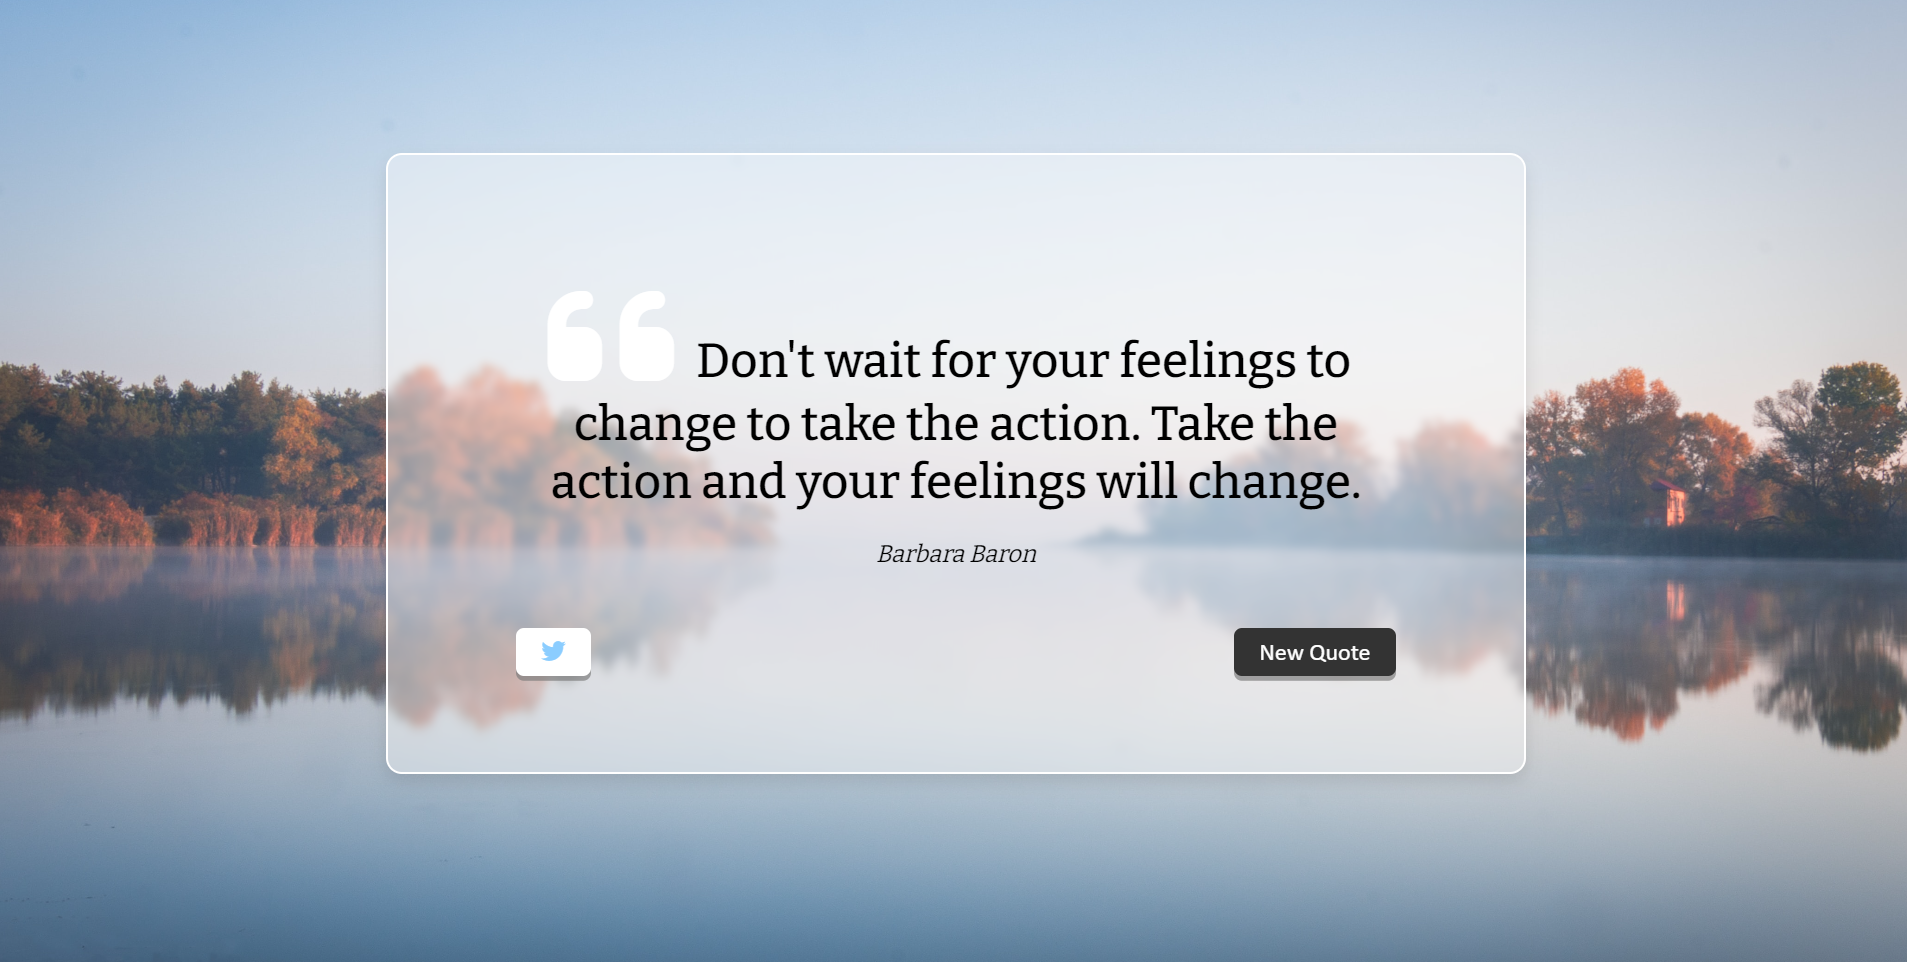 Don't wait for your feelings to
change to take the action. Take the
action and your feelings will change.
Barbara Baron
New Quote